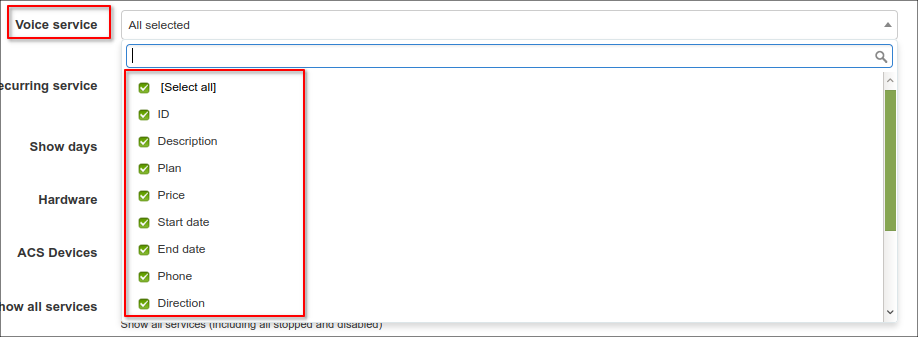 Voice service
All selected
[Select all]
ID
Description
Plan
Price
Start date
End date
Phone
Direction
ecurring service
Show days
Hardware
ACS Devices
how all services
Show all services (including all stopped and disabled)